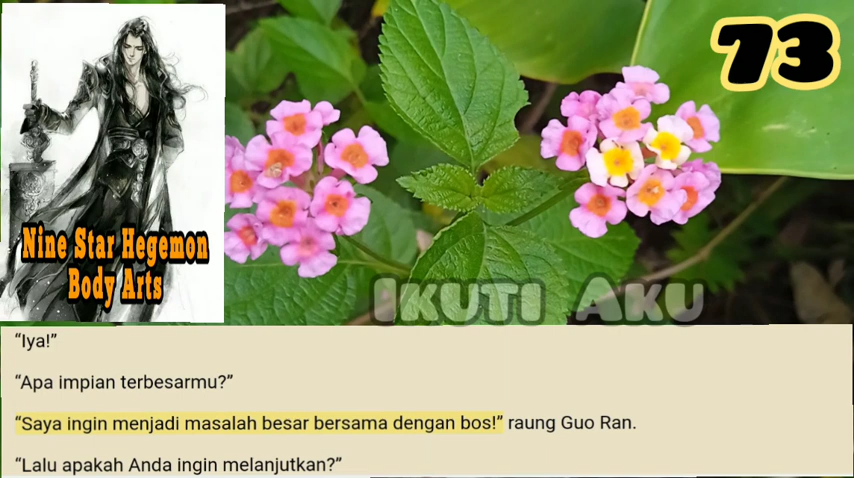 73
Nine Star Hegemon
Body Arts
Ikuti Aku
“Iya!”
“Apa impian terbesarmu?”
“Saya ingin menjadi masalah besar bersama dengan bos!” raung Guo Ran.
“Lalu apakah Anda ingin melanjutkan?”